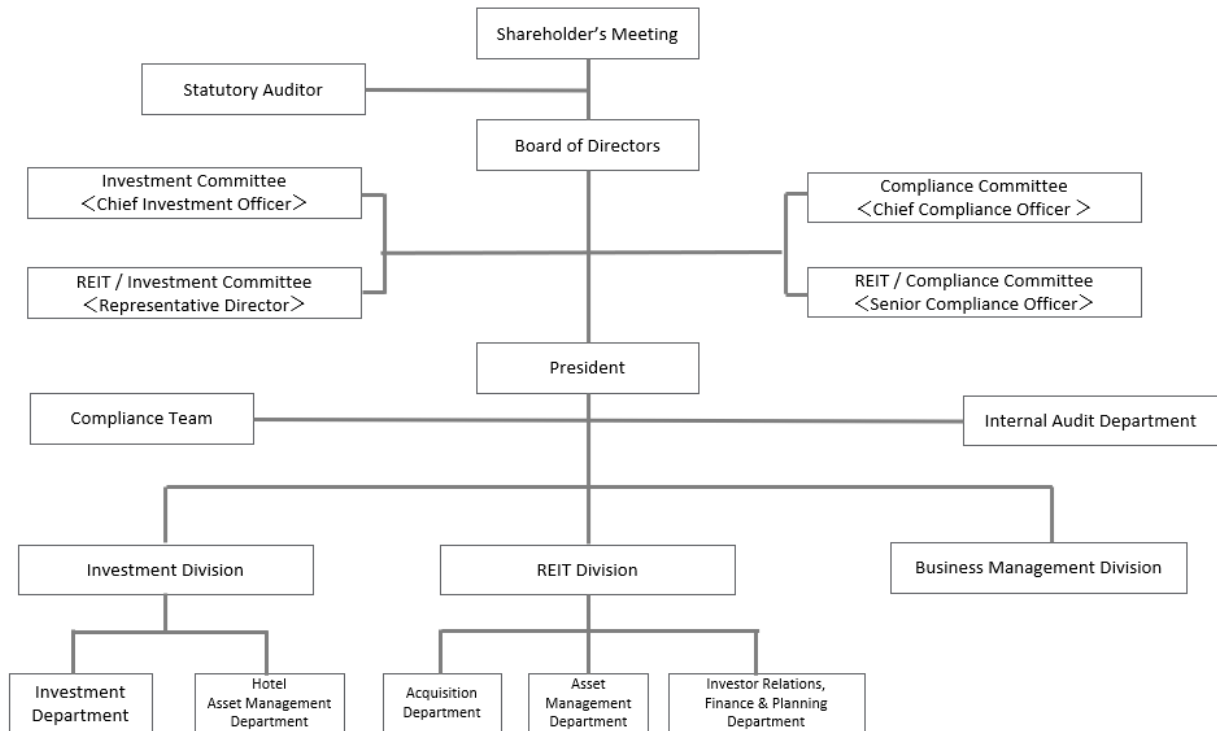 Shareholder’s Meeting
Statutory Auditor
Board of Directors
Investment Committee
＜Chief Investment Officer＞
Compliance Committee
＜Chief Compliance Officer ＞
REIT / Investment Committee
＜Representative Director＞
REIT / Compliance Committee
＜Senior Compliance Officer＞
President
Compliance Team
Internal Audit Department
Investment Division
REIT Division
Business Management Division
Investment
Department
Hotel
Asset Management
Department
Acquisition
Department
Asset
Management
Department
Investor Relations,
Finance & Planning
Department